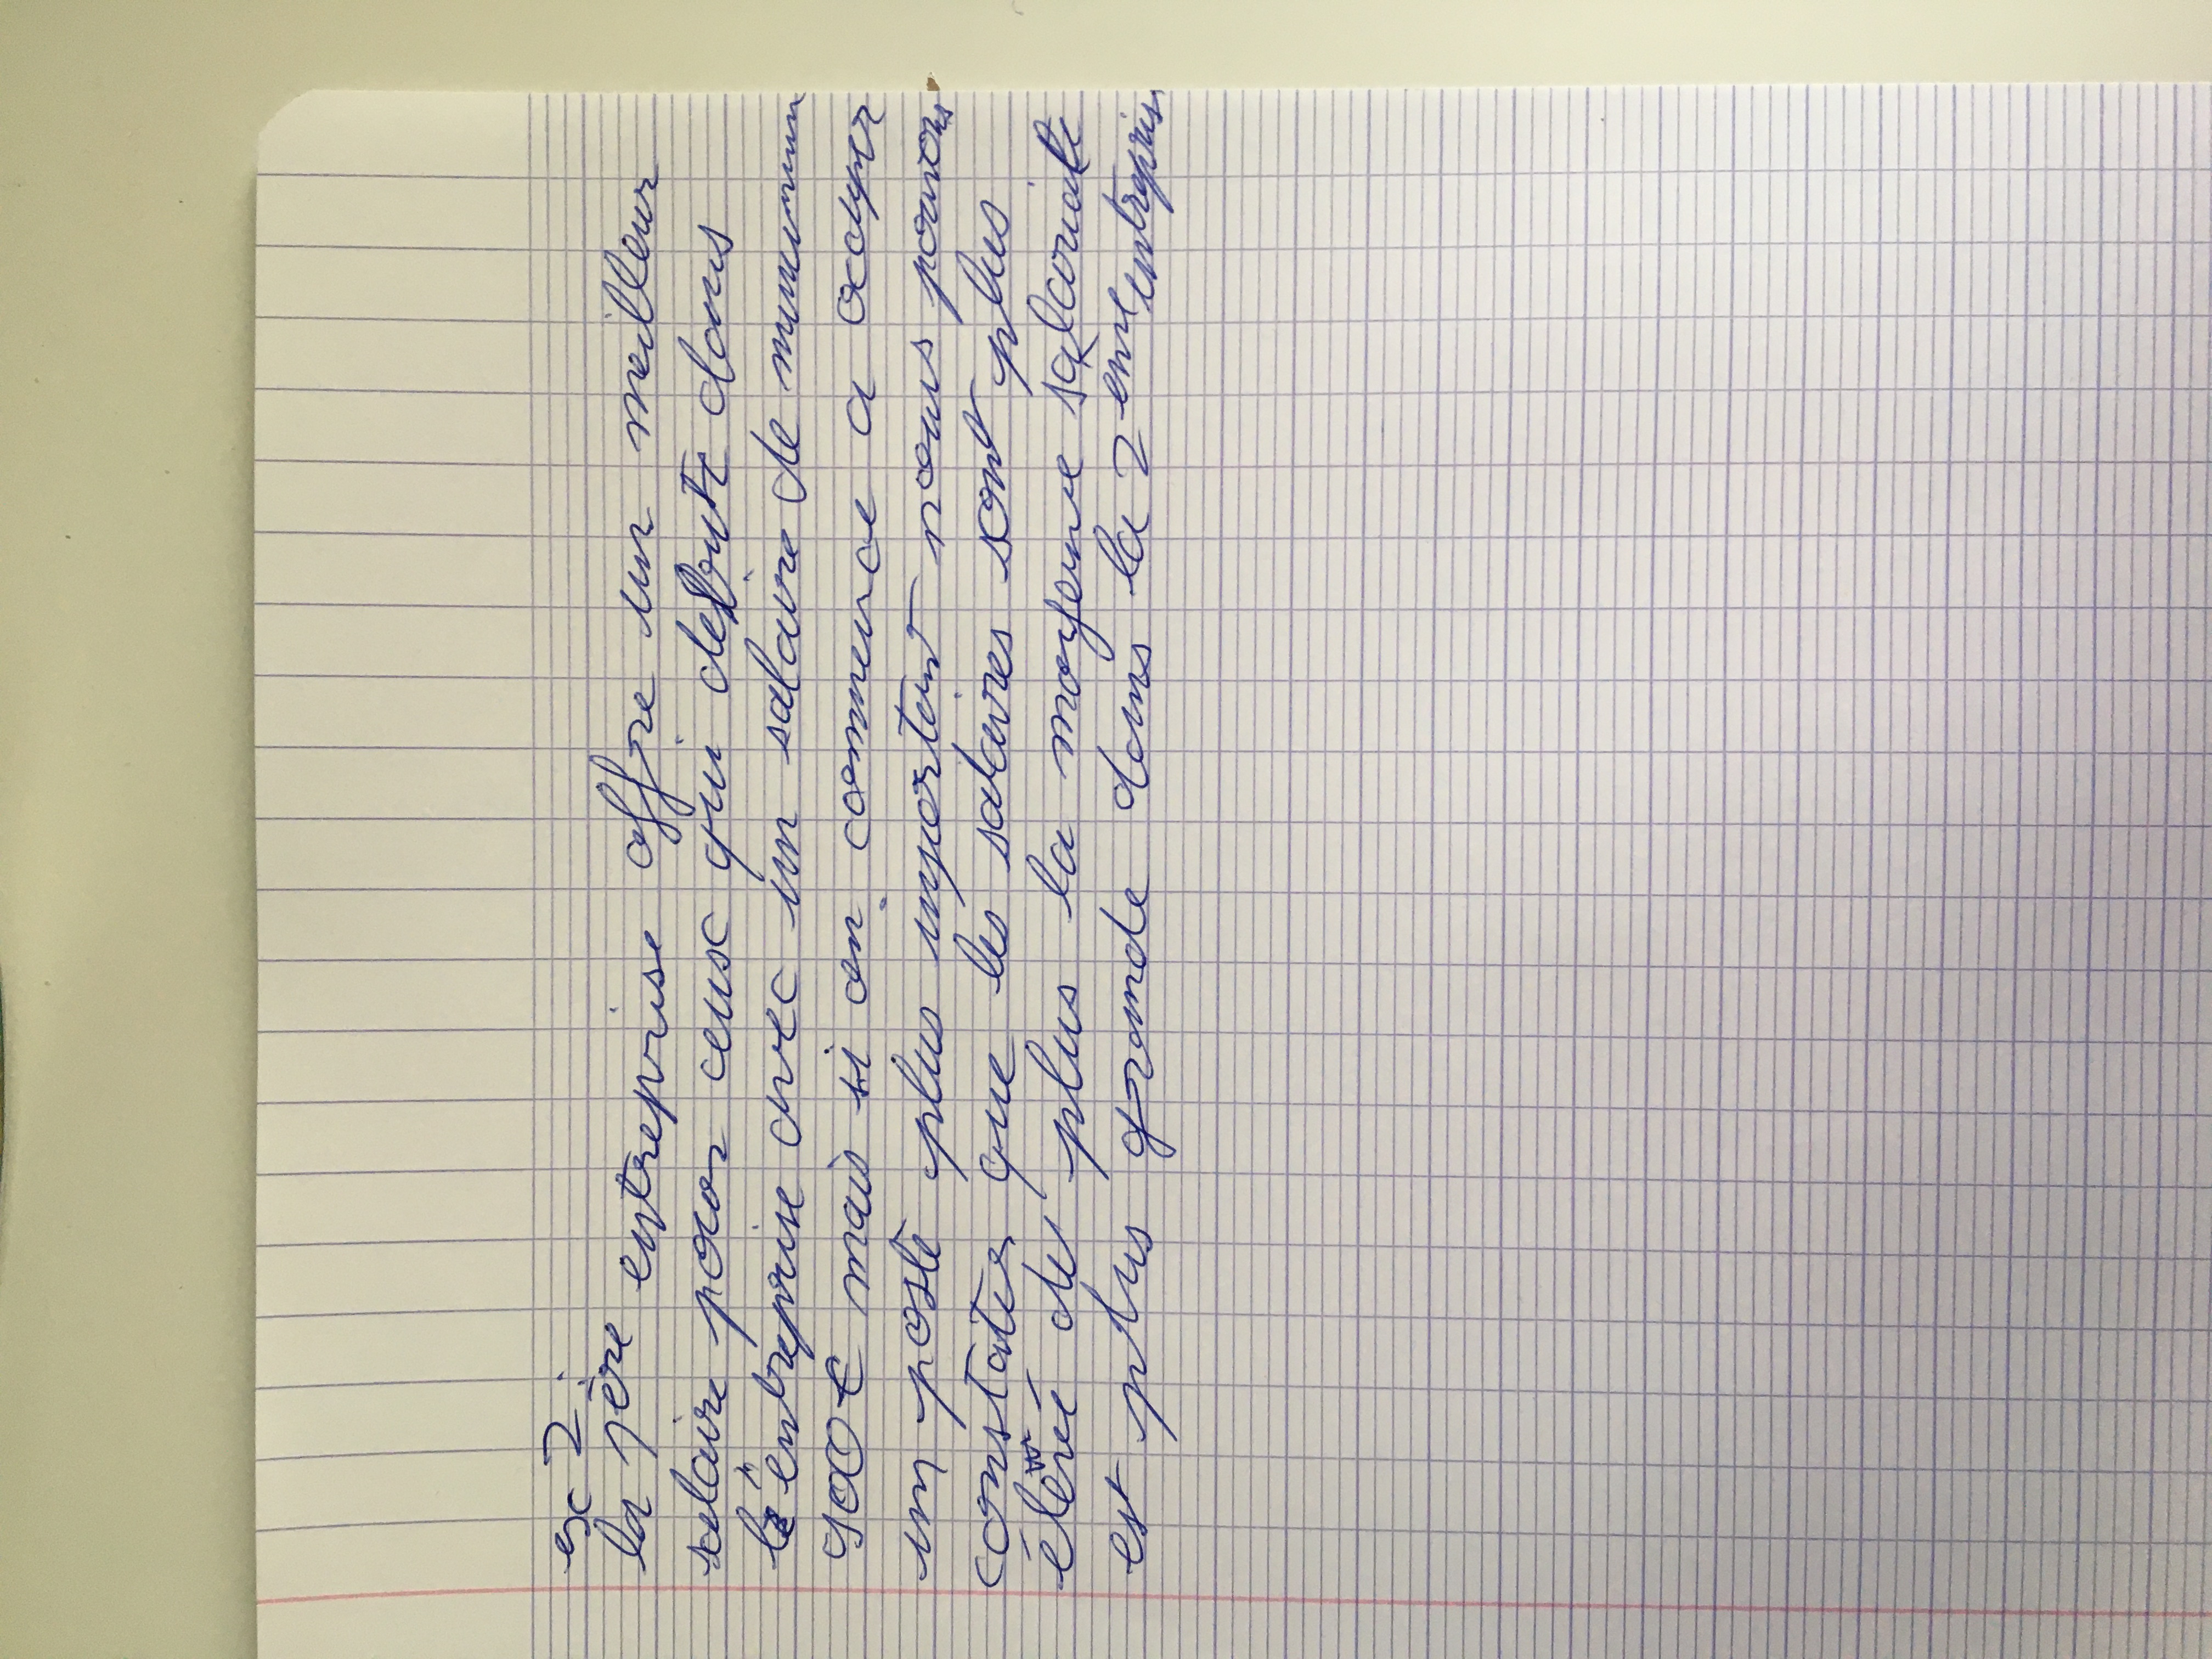 ex 2 :
la 1ère entreprise offre un meilleur
salaire pour ceux qui debute dans
l'entreprise avec un salaire de minimum
900 € mais si on commence a occuper
un poste plus important nous pouvons
constater que les salaires sont plus
élevé de plus la moyenne salariale
est plus grande dans la 2ème entreprise